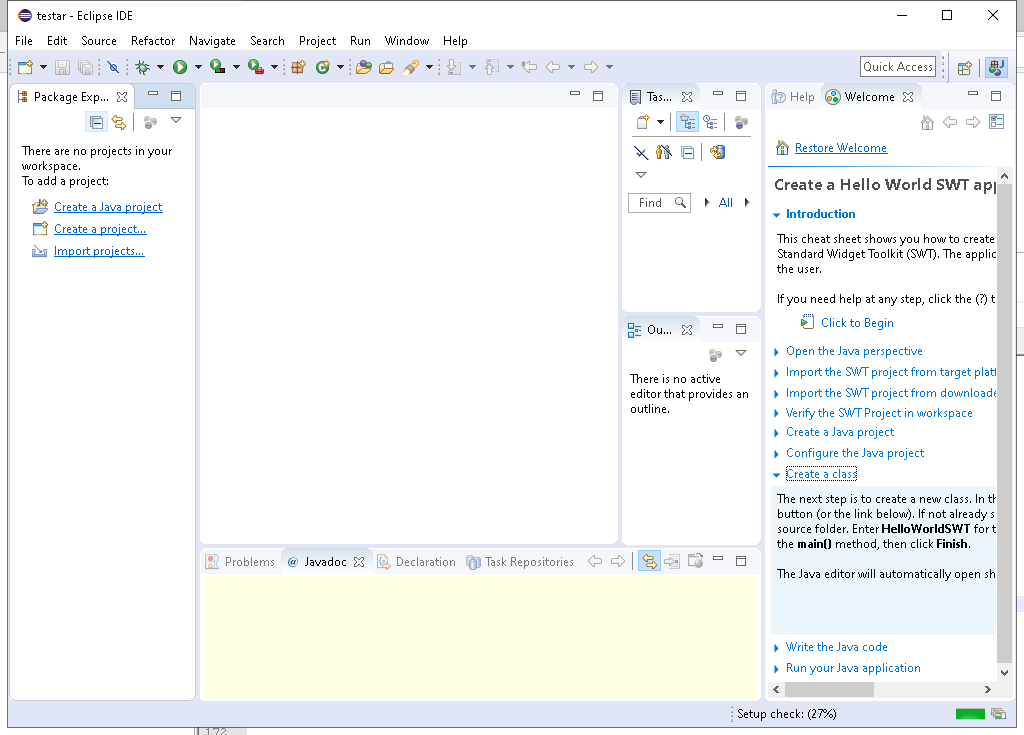 testar - Eclipse IDE
File Edit Source Refactor Navigate Search Project Run Window Help
Quick Access
Package Exp...
There are no projects in your
workspace.
To add a project:
Create a Java project
Create a project...
Import projects...
Tas...
Find
All
Ou...
There is no active
editor that provides an
outline.
Help Welcome
Restore Welcome
Create a Hello World SWT app
Introduction
This cheat sheet shows you how to create
Standard Widget Toolkit (SWT). The applic
the user.
If you need help at any step, click the (?) t
Click to Begin
Open the Java perspective
Import the SWT project from target platf
Import the SWT project from downloade
Verify the SWT Project in workspace
Create a Java project
Configure the Java project
Create a class
The next step is to create a new class. In th
button (or the link below). If not already s
source folder. Enter HelloWorldSWT for t
the main() method, then click Finish.
The Java editor will automatically open sh
Write the Java code
Run your Java application
Problems @ Javadoc Declaration Task Repositories
Setup check: (27%)
172